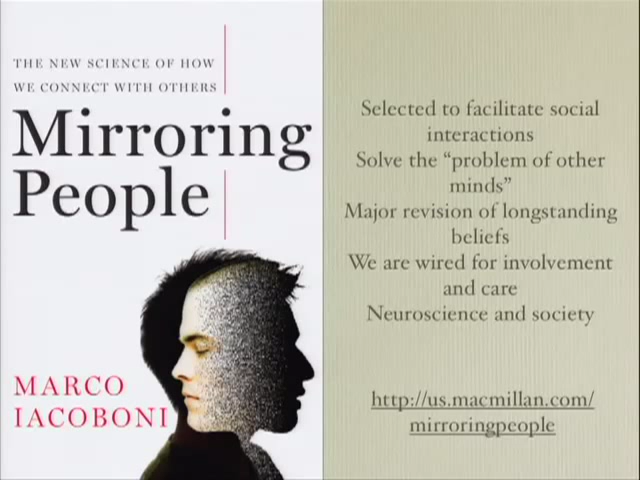 THE NEW SCIENCE OF HOW
WE CONNECT WITH OTHERS
Mirroring
People
MARCO
IACOBONI
Selected to facilitate social
interactions
Solve the “problem of other
minds”
Major revision of longstanding
beliefs
We are wired for involvement
and care
Neuroscience and society
http://us.macmillan.com/
mirroringpeople